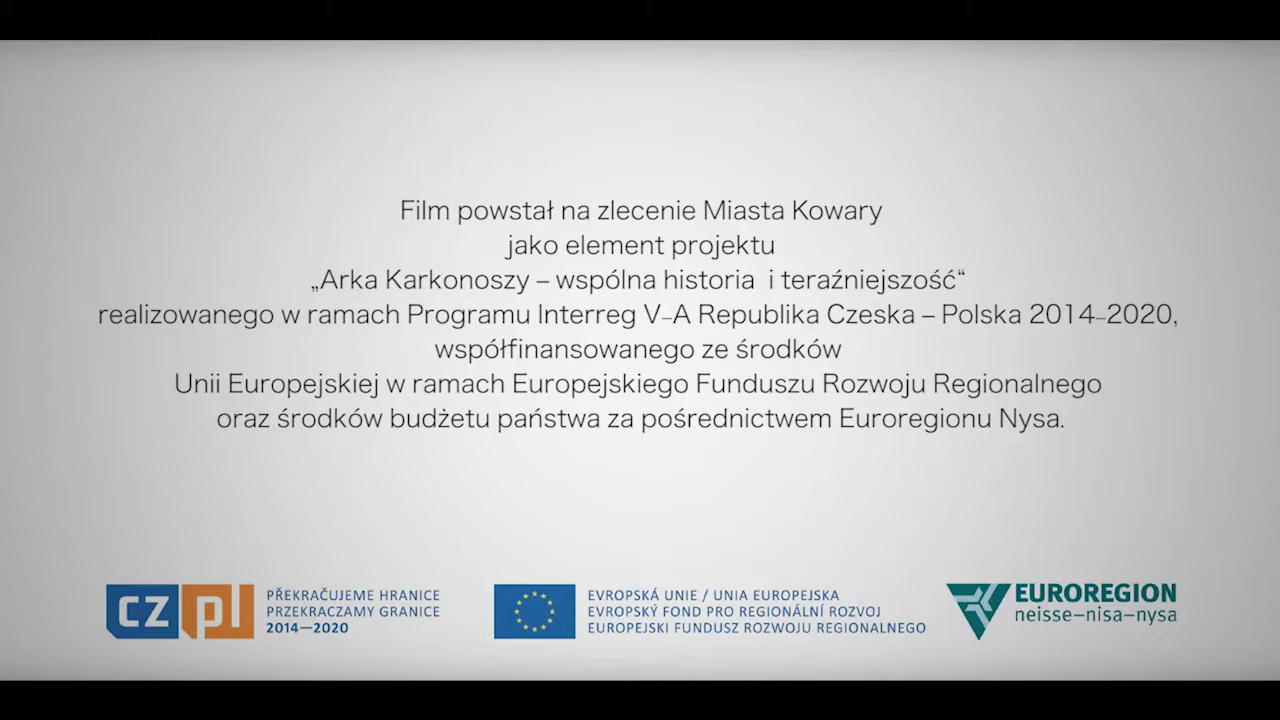 Film powstał na zlecenie Miasta Kowary
jako element projektu
„Arka Karkonoszy – wspólna historia i teraźniejszość“
realizowanego w ramach Programu Interreg V–A Republika Czeska – Polska 2014–2020,
współfinansowanego ze środków
Unii Europejskiej w ramach Europejskiego Funduszu Rozwoju Regionalnego
oraz środków budżetu państwa za pośrednictwem Euroregionu Nysa.
cz pl
PŘEKRAČUJEME HRANICE
PRZEKRACZAMY GRANICE
2014—2020
EVROPSKÁ UNIE / UNIA EUROPEJSKA
EVROPSKÝ FOND PRO REGIONÁLNÍ ROZVOJ
EUROPEJSKI FUNDUSZ ROZWOJU REGIONALNEGO
EUROREGION
neisse–nisa–nysa